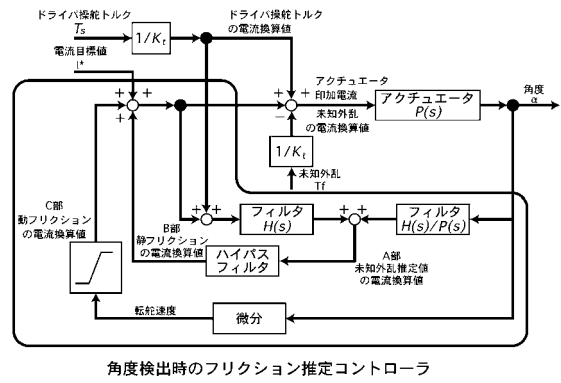 ドライバ操舵トルク
Ts
1/Kt
ドライバ操舵トルク
の電流換算値
電流目標値
I*
+
+
+
+
+
−
アクチュエータ
印加電流
未知外乱
の電流換算値
アクチュエータ
P(s)
角度
α
1/Kt
未知外乱
Tf
C部
動フリクション
の電流換算値
B部
静フリクション
の電流換算値
+
+
フィルタ
H(s)
+
+
フィルタ
H(s)/P(s)
ハイパス
フィルタ
A部
未知外乱推定値
の電流換算値
転舵速度
微分
角度検出時のフリクション推定コントローラ